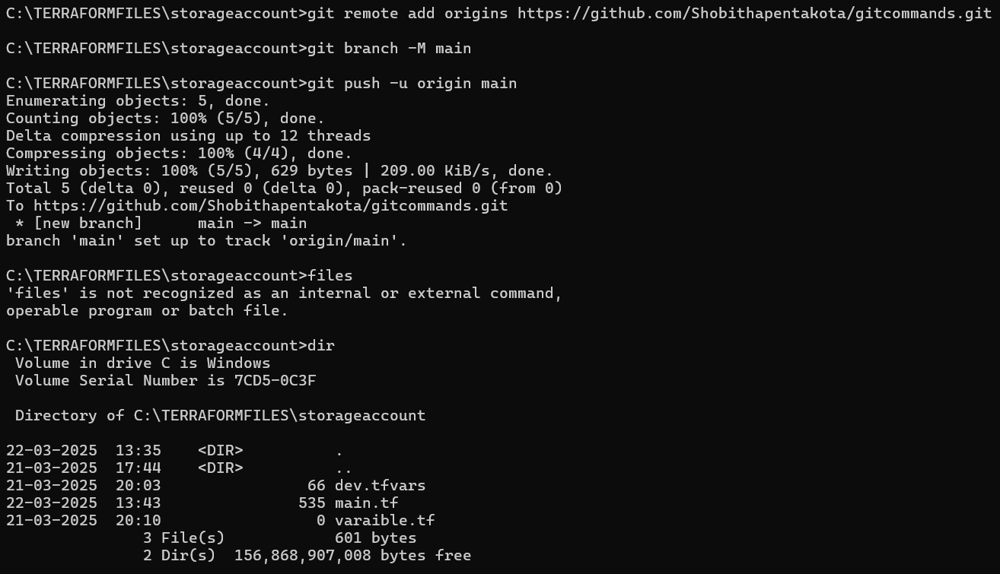 C:\TERRAFORMFILES\storageaccount>git remote add origins https://github.com/Shobithapentakota/gitcommands.git
C:\TERRAFORMFILES\storageaccount>git branch -M main
C:\TERRAFORMFILES\storageaccount>git push -u origin main
Enumerating objects: 5, done.
Counting objects: 100% (5/5), done.
Delta compression using up to 12 threads
Compressing objects: 100% (4/4), done.
Writing objects: 100% (5/5), 629 bytes | 209.00 KiB/s, done.
Total 5 (delta 0), reused 0 (delta 0), pack-reused 0 (from 0)
To https://github.com/Shobithapentakota/gitcommands.git
 * [new branch]      main -> main
branch 'main' set up to track 'origin/main'.
C:\TERRAFORMFILES\storageaccount>files
'files' is not recognized as an internal or external command,
operable program or batch file.
C:\TERRAFORMFILES\storageaccount>dir
 Volume in drive C is Windows
 Volume Serial Number is 7CD5-0C3F
 Directory of C:\TERRAFORMFILES\storageaccount
22-03-2025  13:35    <DIR>          .
21-03-2025  17:44    <DIR>          ..
21-03-2025  20:03                66 dev.tfvars
22-03-2025  13:43               535 main.tf
21-03-2025  20:10                 0 varaible.tf
               3 File(s)            601 bytes
               2 Dir(s)  156,868,907,008 bytes free